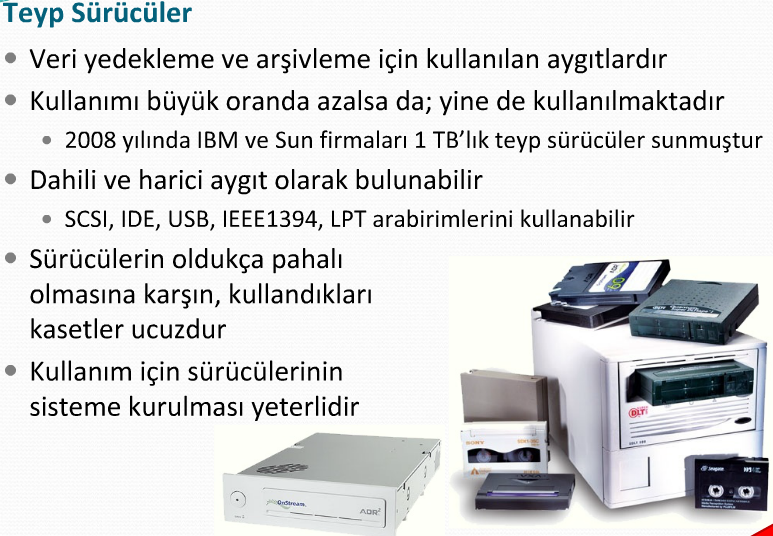 Teyp Sürücüler
• Veri yedekleme ve arşivleme için kullanılan aygıtlardır
• Kullanımı büyük oranda azalsa da; yine de kullanılmaktadır
• 2008 yılında IBM ve Sun firmaları 1 TB’lık teyp sürücüler sunmuştur
• Dahili ve harici aygıt olarak bulunabilir
• SCSI, IDE, USB, IEEE1394, LPT arabirimlerini kullanabilir
• Sürücülerin oldukça pahalı
olmasına karşın, kullandıkları
kasetler ucuzdur
• Kullanım için sürücülerinin
sisteme kurulması yeterlidir
OnStream
ADR²
ADR
50
DLT
SONY
Seagate